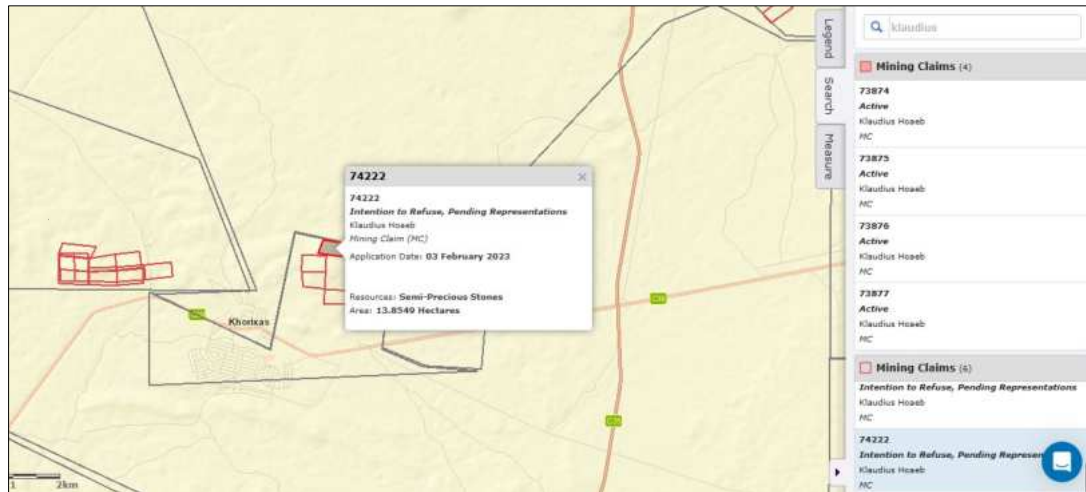 Legend
Search
Measure
klaudius
Mining Claims (4)
73874
Active
Klaudius Hoaeb
MC
73875
Active
Klaudius Hoaeb
MC
73876
Active
Klaudius Hoaeb
MC
73877
Active
Klaudius Hoaeb
MC
Mining Claims (6)
Intention to Refuse, Pending Representations
Klaudius Hoaeb
MC
74222
Intention to Refuse, Pending Represen
Klaudius Hoaeb
MC
74222
74222
Intention to Refuse, Pending Representations
Klaudius Hoaeb
Mining Claim (MC)
Application Date: 03 February 2023
Resources: Semi-Precious Stones
Area: 13.8549 Hectares
Khorixas
1 2km